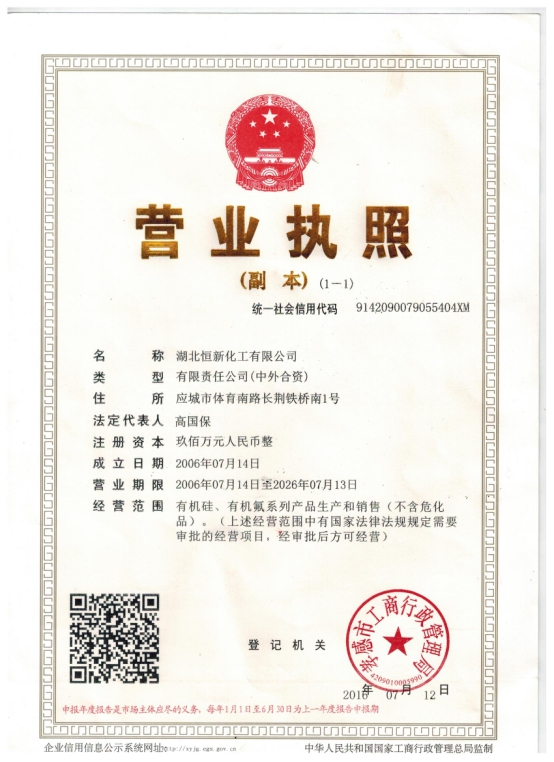 营业执照
(副 本) (1-1)
统一社会信用代码 9142090079055404XM
名 称 湖北恒新化工有限公司
类 型 有限责任公司(中外合资)
住 所 应城市体育南路长荆铁桥南1号
法定代表人 高国保
注册资本 玖佰万元人民币整
成立日期 2006年07月14日
营业期限 2006年07月14日至2026年07月13日
经营范围 有机硅、有机氟系列产品生产和销售（不含危化
品）。（上述经营范围中有国家法律法规规定需要
审批的经营项目，经审批后方可经营）
孝感市工商行政管理局
登记机关
4209010003990
2016年 07月 12日
申报年度报告是市场主体应尽的义务，每年1月1日至6月30日为上一年度报告申报期
企业信用信息公示系统网址:http://xyjg.egs.gov.cn 中华人民共和国国家工商行政管理总局监制